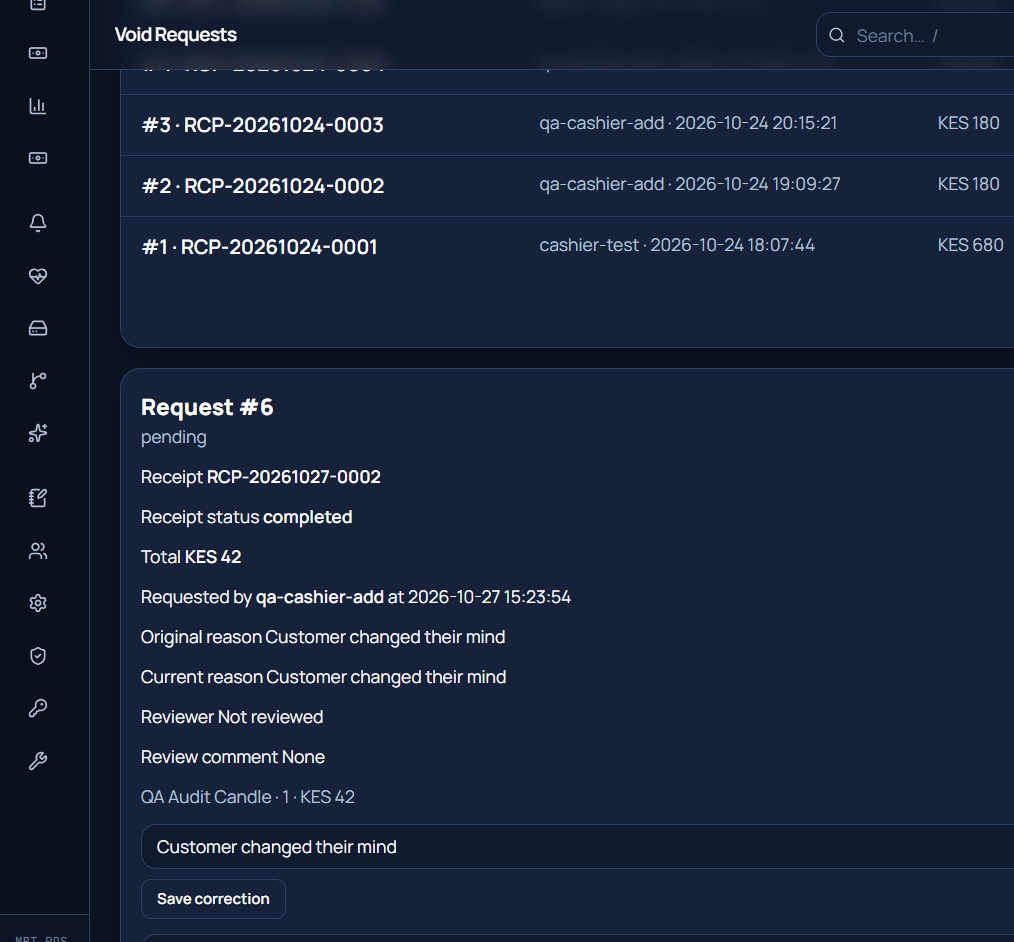 Void Requests
Search… /
#3 · RCP-20261024-0003
qa-cashier-add · 2026-10-24 20:15:21
KES 180
#2 · RCP-20261024-0002
qa-cashier-add · 2026-10-24 19:09:27
KES 180
#1 · RCP-20261024-0001
cashier-test · 2026-10-24 18:07:44
KES 680
Request #6
pending
Receipt RCP-20261027-0002
Receipt status completed
Total KES 42
Requested by qa-cashier-add at 2026-10-27 15:23:54
Original reason Customer changed their mind
Current reason Customer changed their mind
Reviewer Not reviewed
Review comment None
QA Audit Candle · 1 · KES 42
Customer changed their mind
Save correction